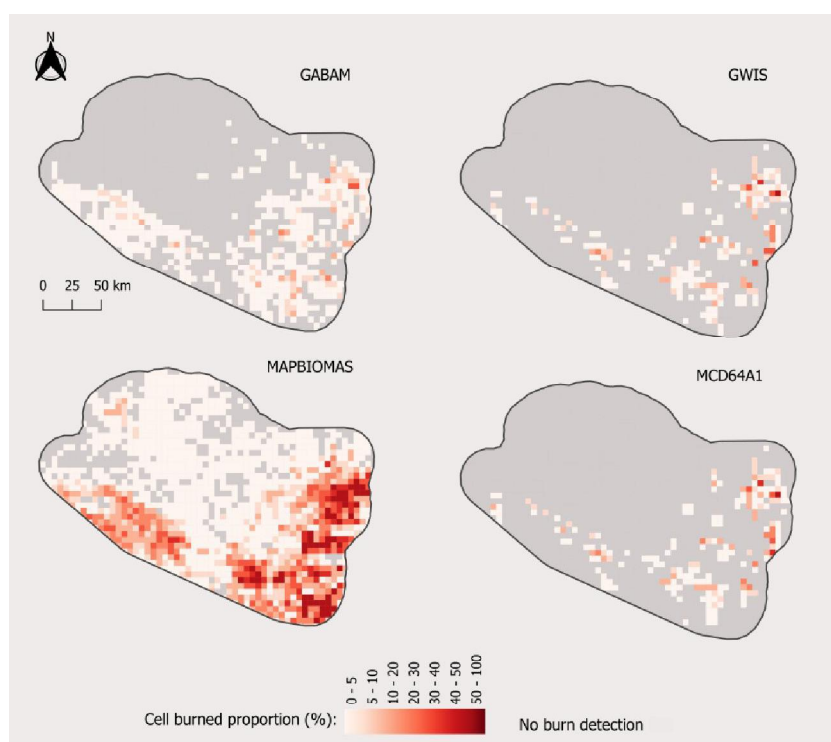 N
GABAM
GWIS
0 25 50 km
MAPBIOMAS
MCD64A1
Cell burned proportion (%):
0 - 5
5 - 10
10 - 20
20 - 30
30 - 40
40 - 50
50 - 100
No burn detection